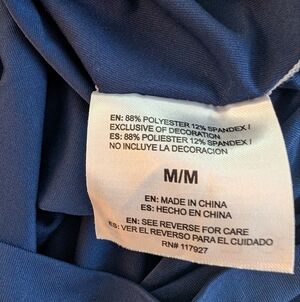 EN: 88% POLYESTER 12% SPANDEX /
EXCLUSIVE OF DECORATION
ES: 88% POLIESTER 12% SPANDEX /
NO INCLUYE LA DECORACION
M/M
EN: MADE IN CHINA
ES: HECHO EN CHINA
EN: SEE REVERSE FOR CARE
ES: VER EL REVERSO PARA EL CUIDADO
RN# 117927